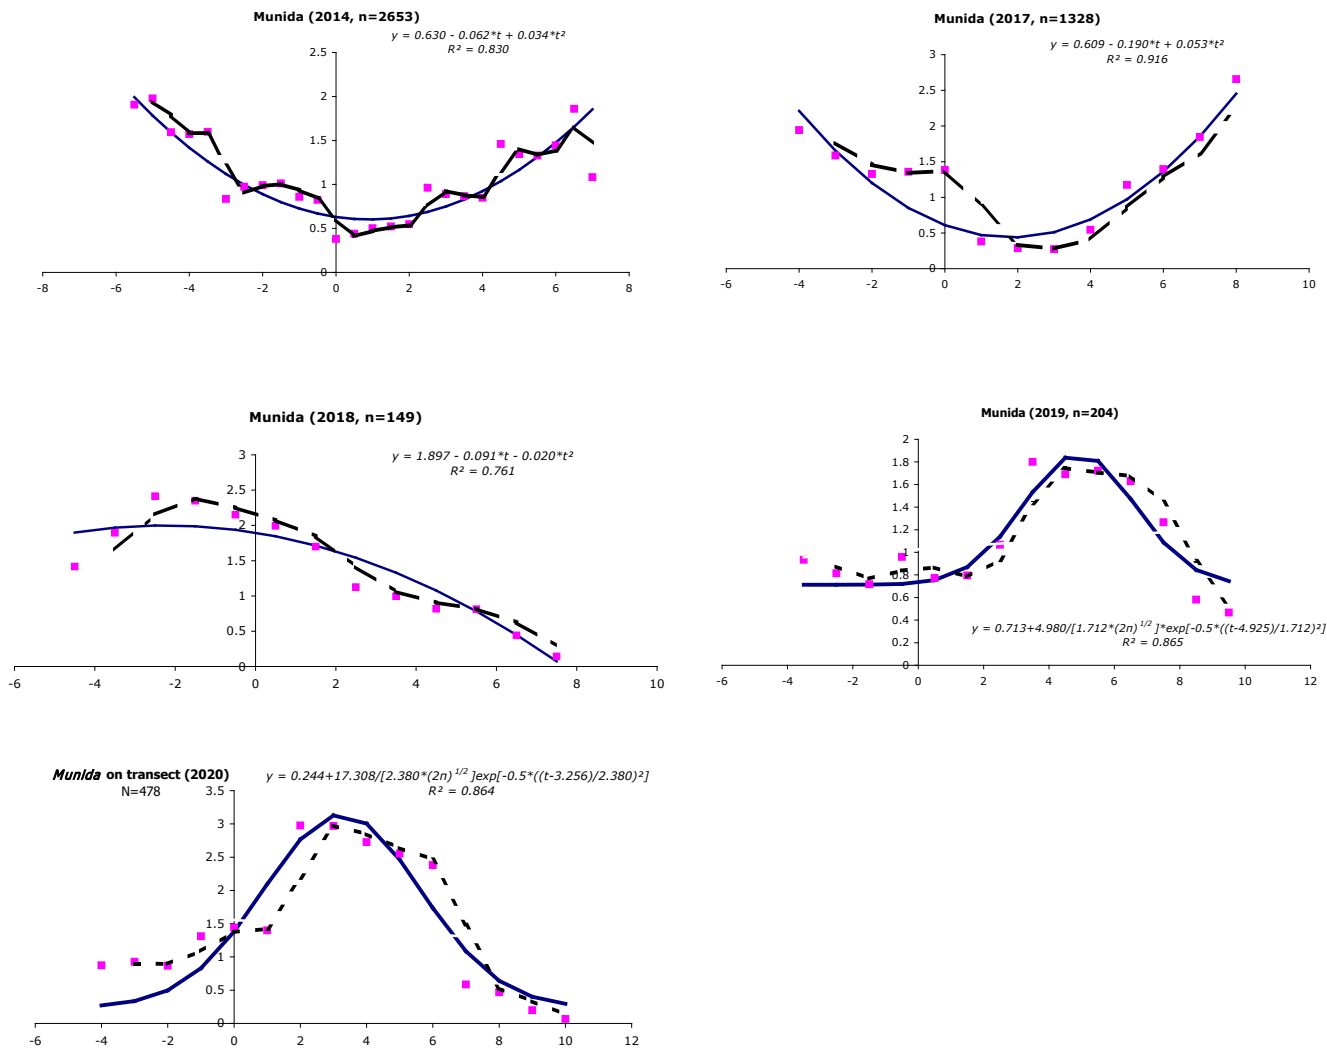 Munida (2014, n=2653)
y = 0.630 - 0.062*t + 0.034*t²
R² = 0.830
2.5
2
1.5
1
0.5
0
-8 -6 -4 -2 0 2 4 6 8
Munida (2017, n=1328)
y = 0.609 - 0.190*t + 0.053*t²
R² = 0.916
3
2.5
2
1.5
1
0.5
0
-6 -4 -2 0 2 4 6 8 10
Munida (2018, n=149)
y = 1.897 - 0.091*t - 0.020*t²
R² = 0.761
3
2.5
2
1.5
1
0.5
0
-6 -4 -2 0 2 4 6 8 10
Munida (2019, n=204)
2
1.8
1.6
1.4
1.2
1
0.8
0.6
0.4
0.2
0
y = 0.713+4.980/[1.712*(2π)^1/2]*exp[-0.5*((t-4.925)/1.712)²]
R² = 0.865
-6 -4 -2 0 2 4 6 8 10 12
Munida on transect (2020)
N=478
y = 0.244+17.308/[2.380*(2π)^1/2]exp[-0.5*((t-3.256)/2.380)²]
R² = 0.864
3.5
3
2.5
2
1.5
1
0.5
0
-6 -4 -2 0 2 4 6 8 10 12